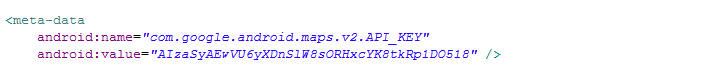 <meta-data
android:name="com.google.android.maps.v2.API_KEY"
android:value="AIzaSyAEwVU6yXDnSlW8sORHxcYK8tkRp1DO518" />